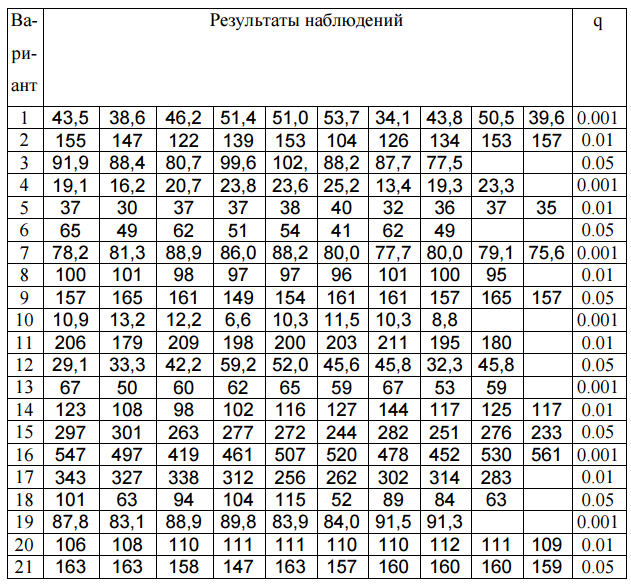 Ва-
ри-
ант Результаты наблюдений q
1 43,5 38,6 46,2 51,4 51,0 53,7 34,1 43,8 50,5 39,6 0.001
2 155 147 122 139 153 104 126 134 153 157 0.01
3 91,9 88,4 80,7 99,6 102, 88,2 87,7 77,5 0.05
4 19,1 16,2 20,7 23,8 23,6 25,2 13,4 19,3 23,3 0.001
5 37 30 37 37 38 40 32 36 37 35 0.01
6 65 49 62 51 54 41 62 49 0.05
7 78,2 81,3 88,9 86,0 88,2 80,0 77,7 80,0 79,1 75,6 0.001
8 100 101 98 97 97 96 101 100 95 0.01
9 157 165 161 149 154 161 161 157 165 157 0.05
10 10,9 13,2 12,2 6,6 10,3 11,5 10,3 8,8 0.001
11 206 179 209 198 200 203 211 195 180 0.01
12 29,1 33,3 42,2 59,2 52,0 45,6 45,8 32,3 45,8 0.05
13 67 50 60 62 65 59 67 53 59 0.001
14 123 108 98 102 116 127 144 117 125 117 0.01
15 297 301 263 277 272 244 282 251 276 233 0.05
16 547 497 419 461 507 520 478 452 530 561 0.001
17 343 327 338 312 256 262 302 314 283 0.01
18 101 63 94 104 115 52 89 84 63 0.05
19 87,8 83,1 88,9 89,8 83,9 84,0 91,5 91,3 0.001
20 106 108 110 111 111 110 110 112 111 109 0.01
21 163 163 158 147 163 157 160 160 160 159 0.05